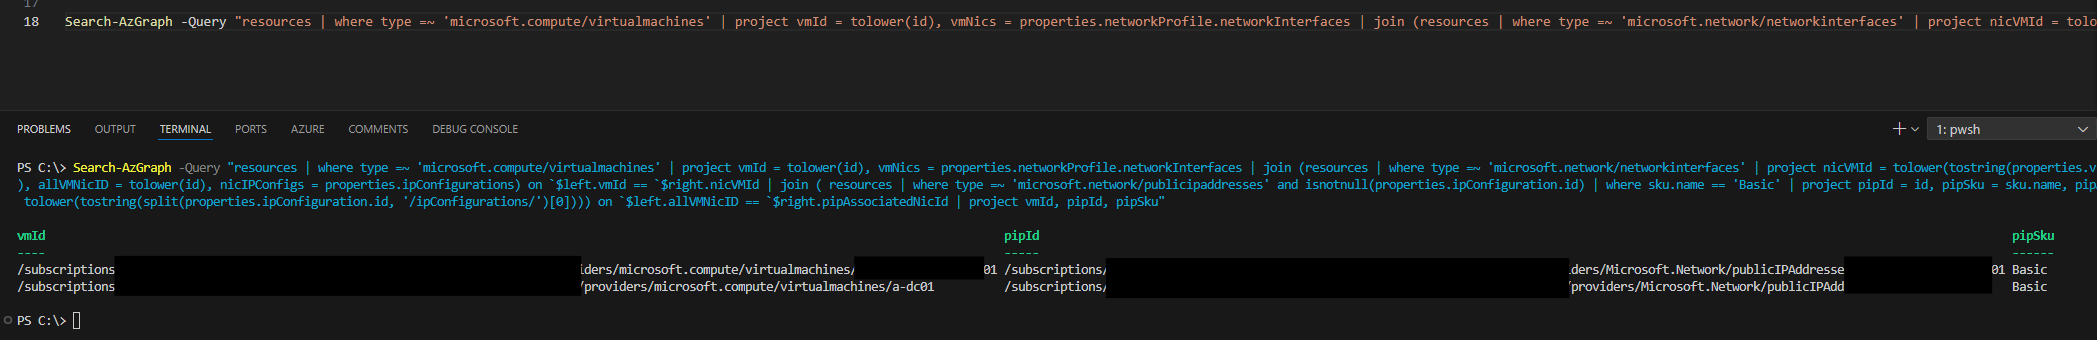 17
18 Search-AzGraph -Query "resources | where type =~ 'microsoft.compute/virtualmachines' | project vmId = tolower(id), vmNics = properties.networkProfile.networkInterfaces | join (resources | where type =~ 'microsoft.network/networkinterfaces' | project nicVMId = tolo
PROBLEMS OUTPUT TERMINAL PORTS AZURE COMMENTS DEBUG CONSOLE 1: pwsh
PS C:\> Search-AzGraph -Query "resources | where type =~ 'microsoft.compute/virtualmachines' | project vmId = tolower(id), vmNics = properties.networkProfile.networkInterfaces | join (resources | where type =~ 'microsoft.network/networkinterfaces' | project nicVMId = tolower(tostring(properties.v
), allVMNicID = tolower(id), nicIPConfigs = properties.ipConfigurations) on `$left.vmId == `$right.nicVMId | join ( resources | where type =~ 'microsoft.network/publicipaddresses' and isnotnull(properties.ipConfiguration.id) | where sku.name == 'Basic' | project pipId = id, pipSku = sku.name, pip
tolower(tostring(split(properties.ipConfiguration.id, '/ipConfigurations/')[0]))) on `$left.allVMNicID == `$right.pipAssociatedNicId | project vmId, pipId, pipSku"
vmId pipId pipSku
---- ----- ------
/subscriptions iders/microsoft.compute/virtualmachines/ 01 /subscriptions/ ders/Microsoft.Network/publicIPAddresse 01 Basic
/subscriptions /providers/microsoft.compute/virtualmachines/a-dc01 /subscriptions/ /providers/Microsoft.Network/publicIPAdd Basic
PS C:\>